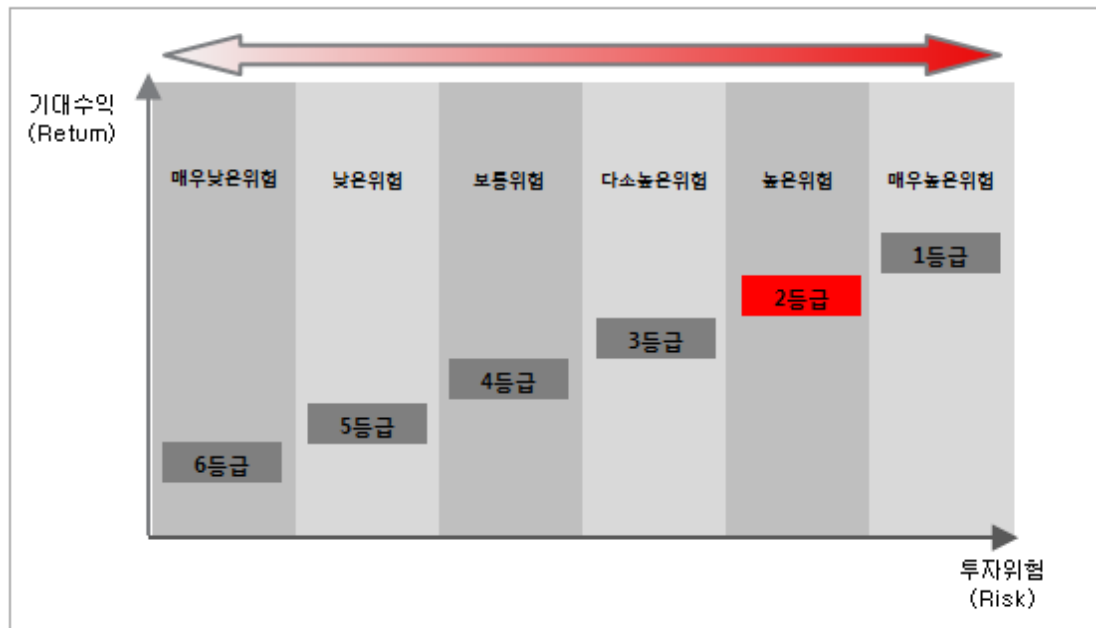 기대수익
(Retum)
매우낮은위험
낮은위험
보통위험
다소높은위험
높은위험
매우높은위험
1등급
2등급
3등급
4등급
5등급
6등급
투자위험
(Risk)